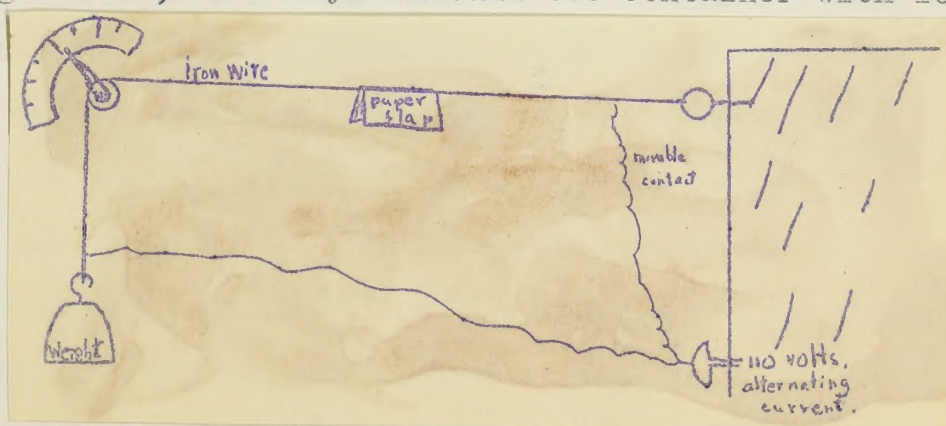 iron wire
paper
flap
movable
contact
weight
110 volts,
alternating
current.